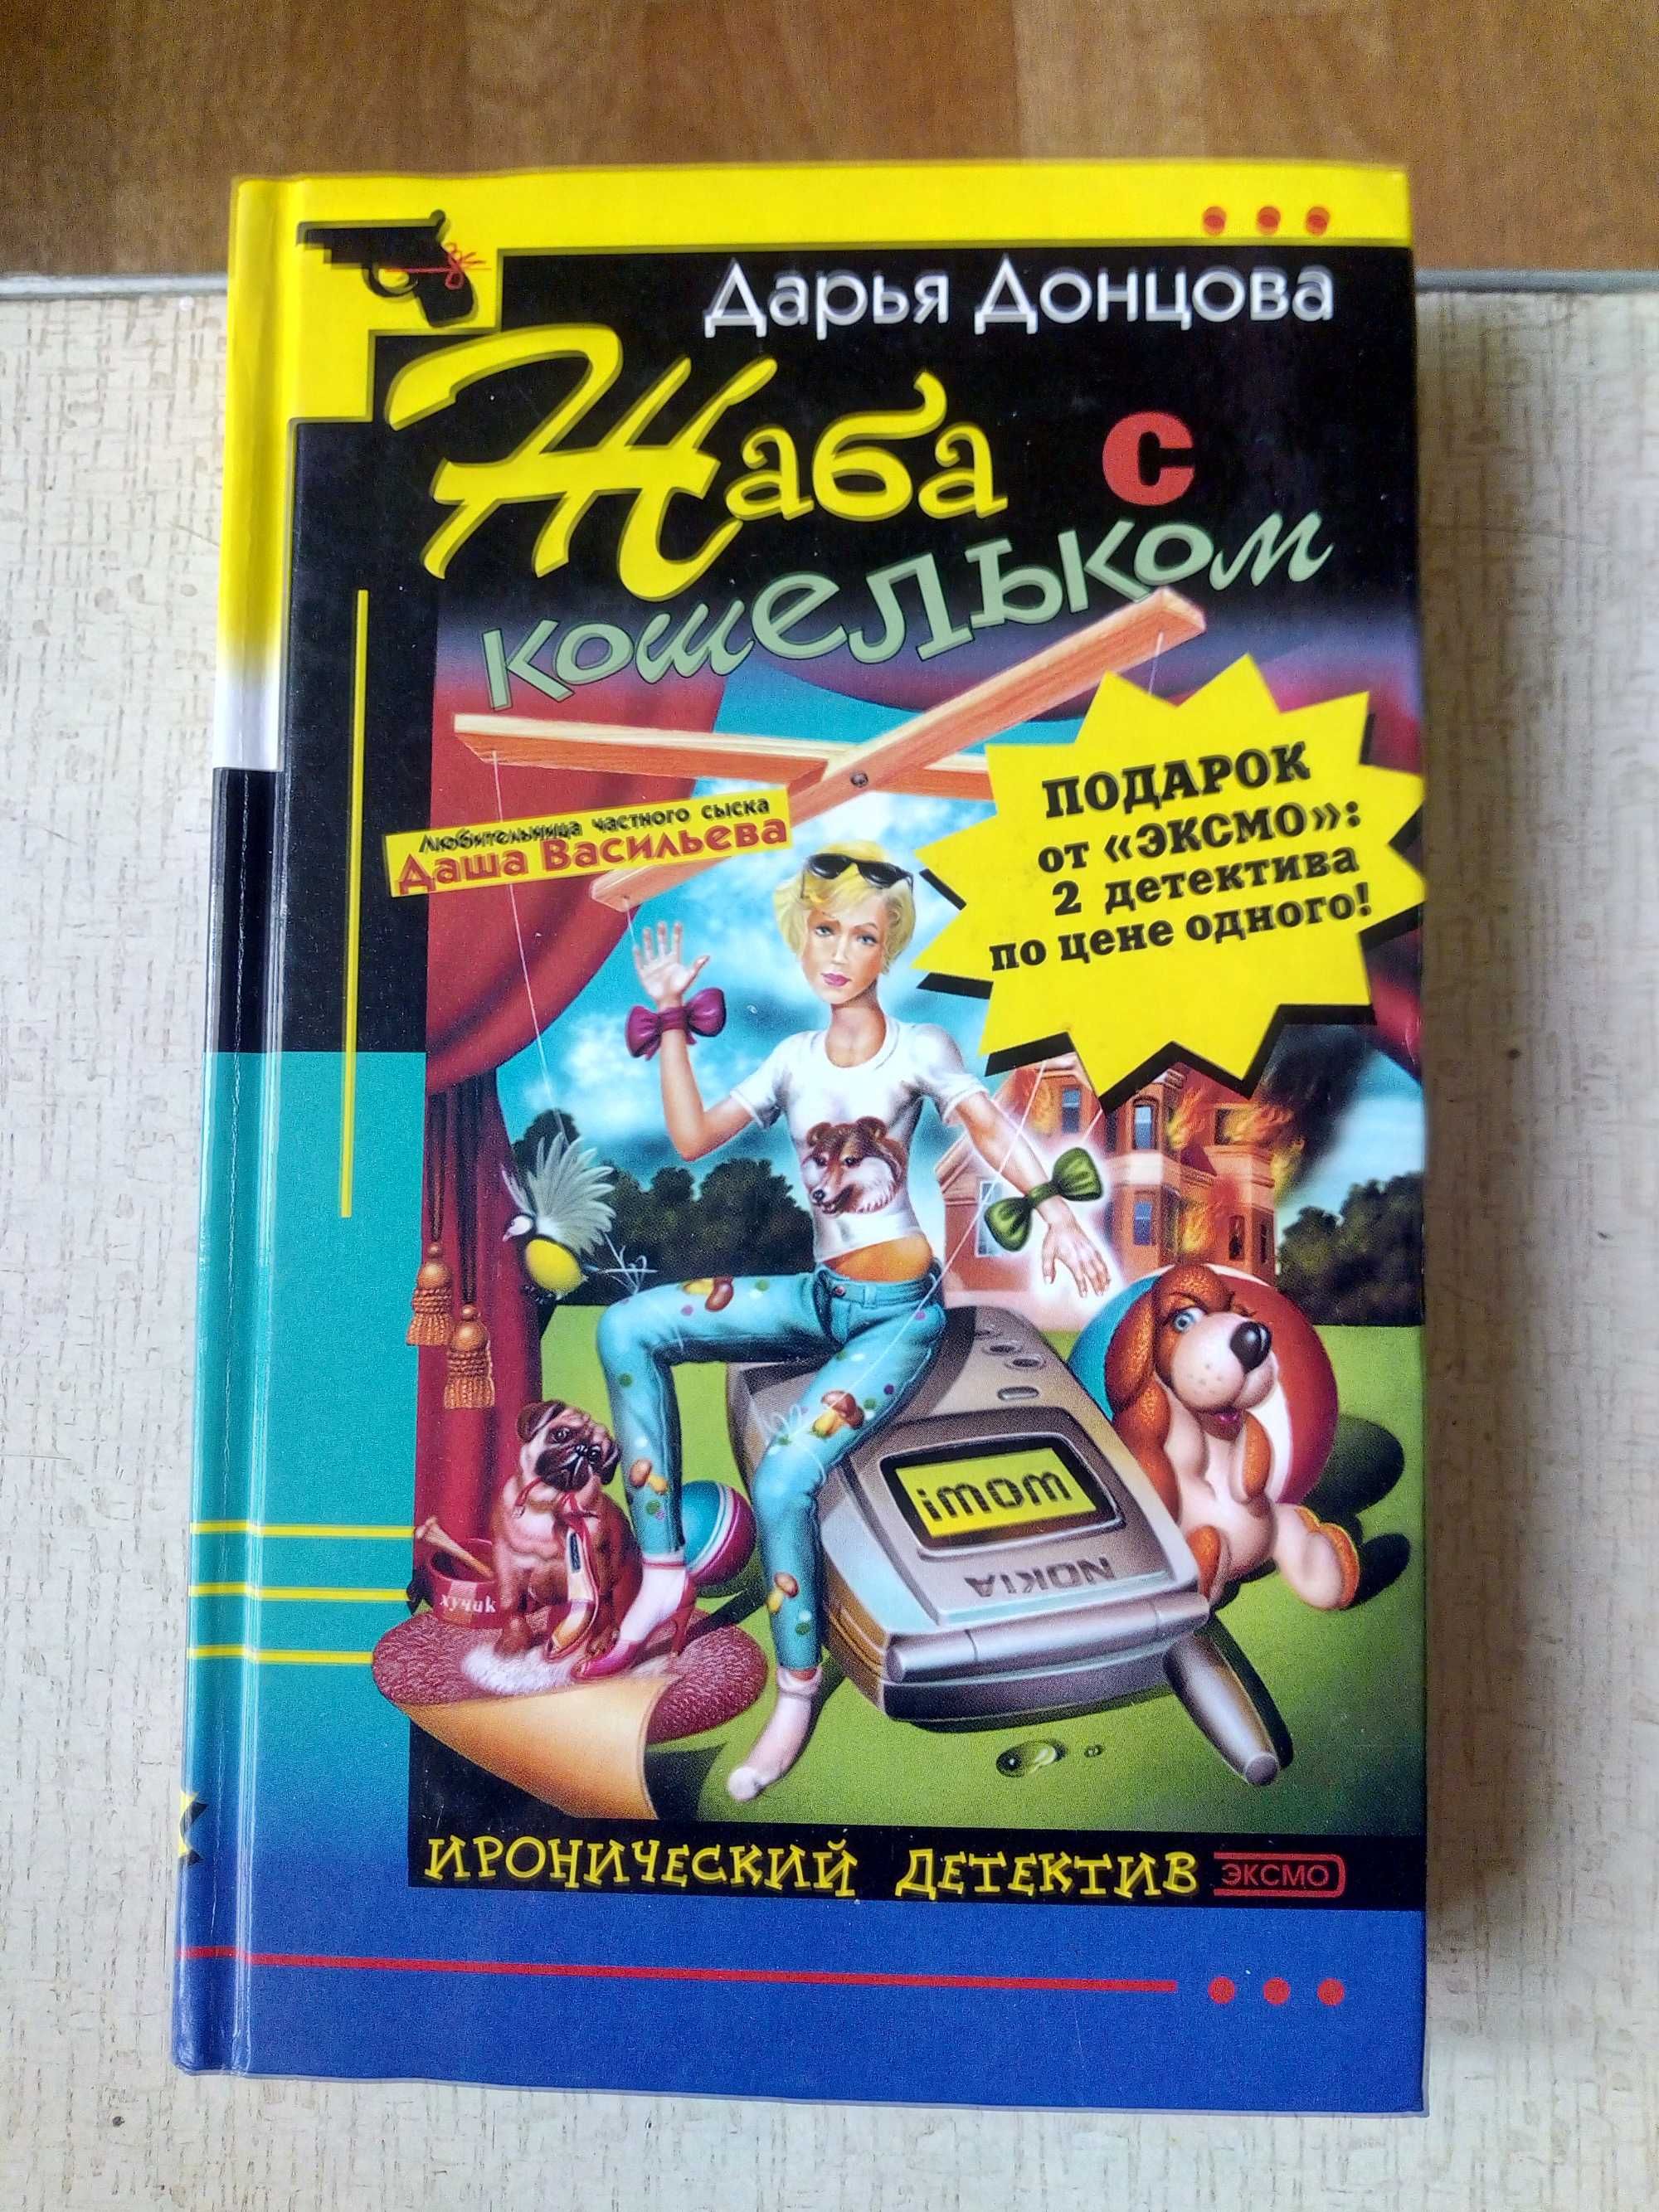 Дарья Донцова
Жаба с
кошельком
Любительница частного сыска
Даша Васильева
ПОДАРОК
от «ЭКСМО»:
2 детектива
по цене одного!
imom
NOKIA
хучик
ИРОНИЧЕСКИЙ ДЕТЕКТИВ ЭКСМО